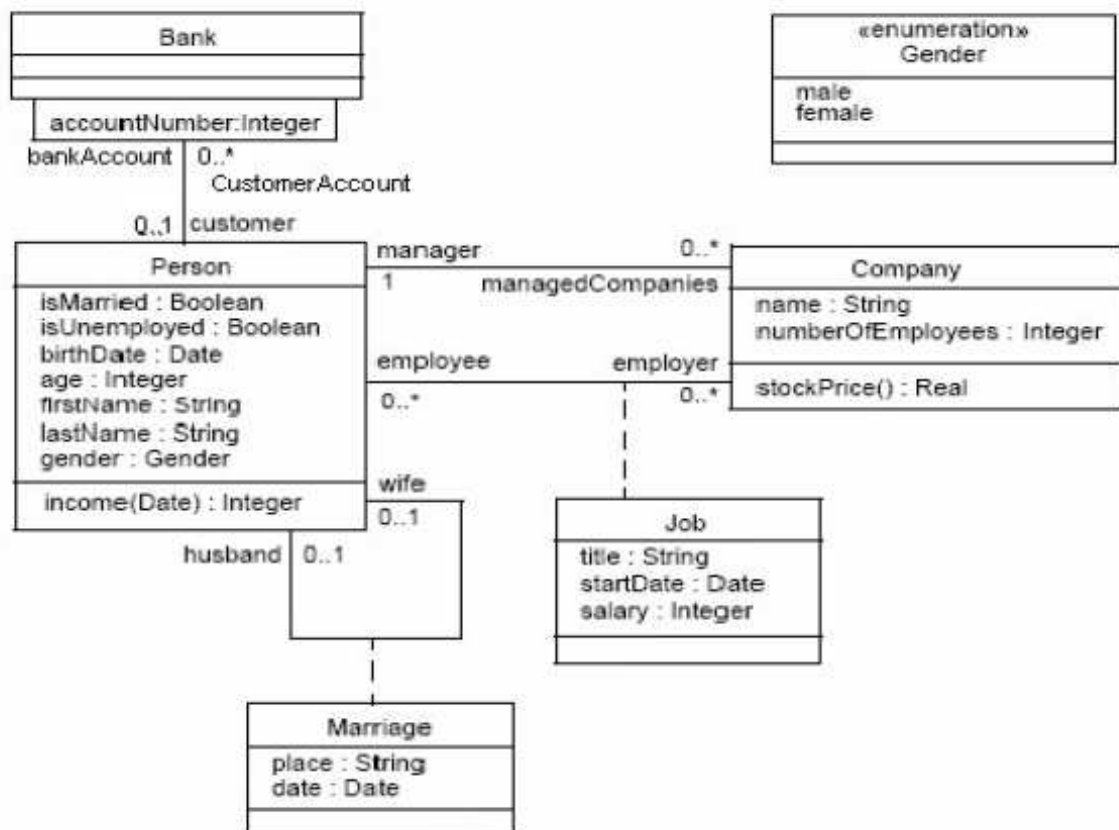 Bank
accountNumber:Integer
bankAccount
0..*
CustomerAccount
0..1
customer
«enumeration»
Gender
male
female
Person
isMarried : Boolean
isUnemployed : Boolean
birthDate : Date
age : Integer
firstName : String
lastName : String
gender : Gender
income(Date) : Integer
manager
1
0..*
managedCompanies
employee
0..*
employer
0..*
Company
name : String
numberOfEmployees : Integer
stockPrice() : Real
wife
0..1
husband
0..1
Job
title : String
startDate : Date
salary : Integer
Marriage
place : String
date : Date